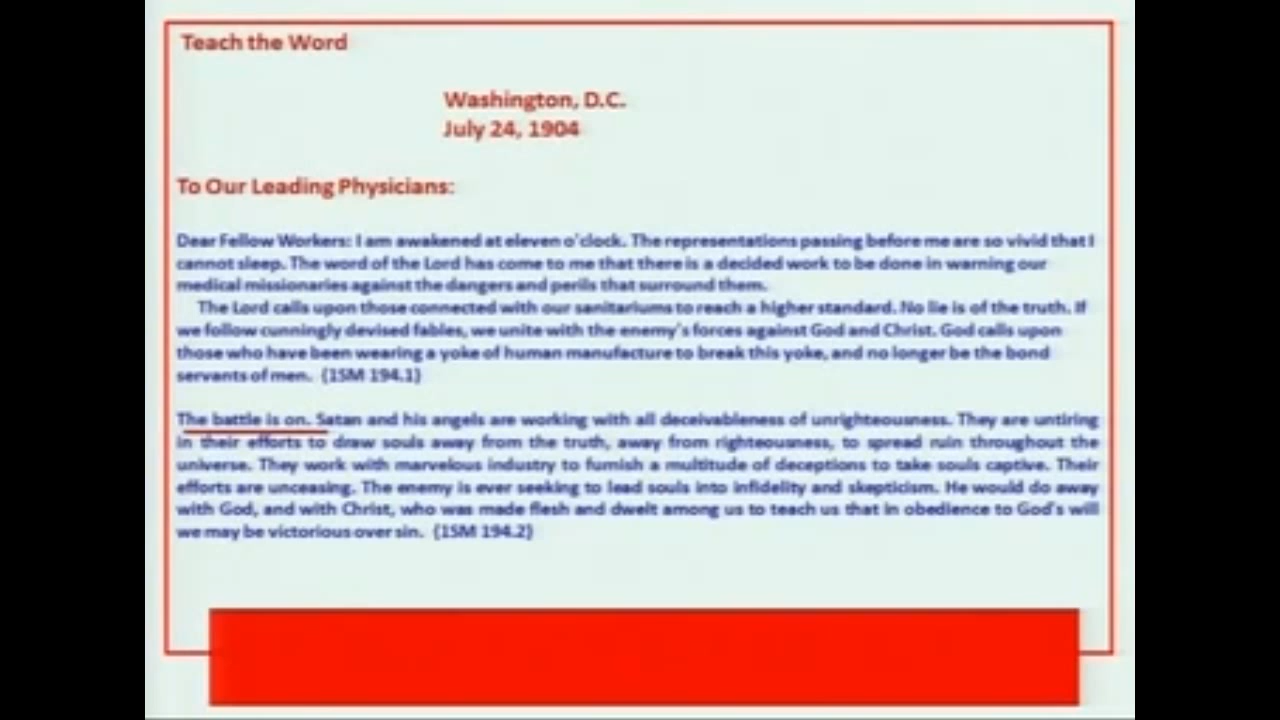 Teach the Word
Washington, D.C.
July 24, 1904
To Our Leading Physicians:
Dear Fellow Workers: I am awakened at eleven o'clock. The representations passing before me are so vivid that I
cannot sleep. The word of the Lord has come to me that there is a decided work to be done in warning our
medical missionaries against the dangers and perils that surround them.
The Lord calls upon those connected with our sanitariums to reach a higher standard. No lie is of the truth. If
we follow cunningly devised fables, we unite with the enemy's forces against God and Christ. God calls upon
those who have been wearing a yoke of human manufacture to break this yoke, and no longer be the bond
servants of men. {1SM 194.1}
The battle is on. Satan and his angels are working with all deceivableness of unrighteousness. They are untiring
in their efforts to draw souls away from the truth, away from righteousness, to spread ruin throughout the
universe. They work with marvelous industry to furnish a multitude of deceptions to take souls captive. Their
efforts are unceasing. The enemy is ever seeking to lead souls into infidelity and skepticism. He would do away
with God, and with Christ, who was made flesh and dwelt among us to teach us that in obedience to God's will
we may be victorious over sin. {1SM 194.2}